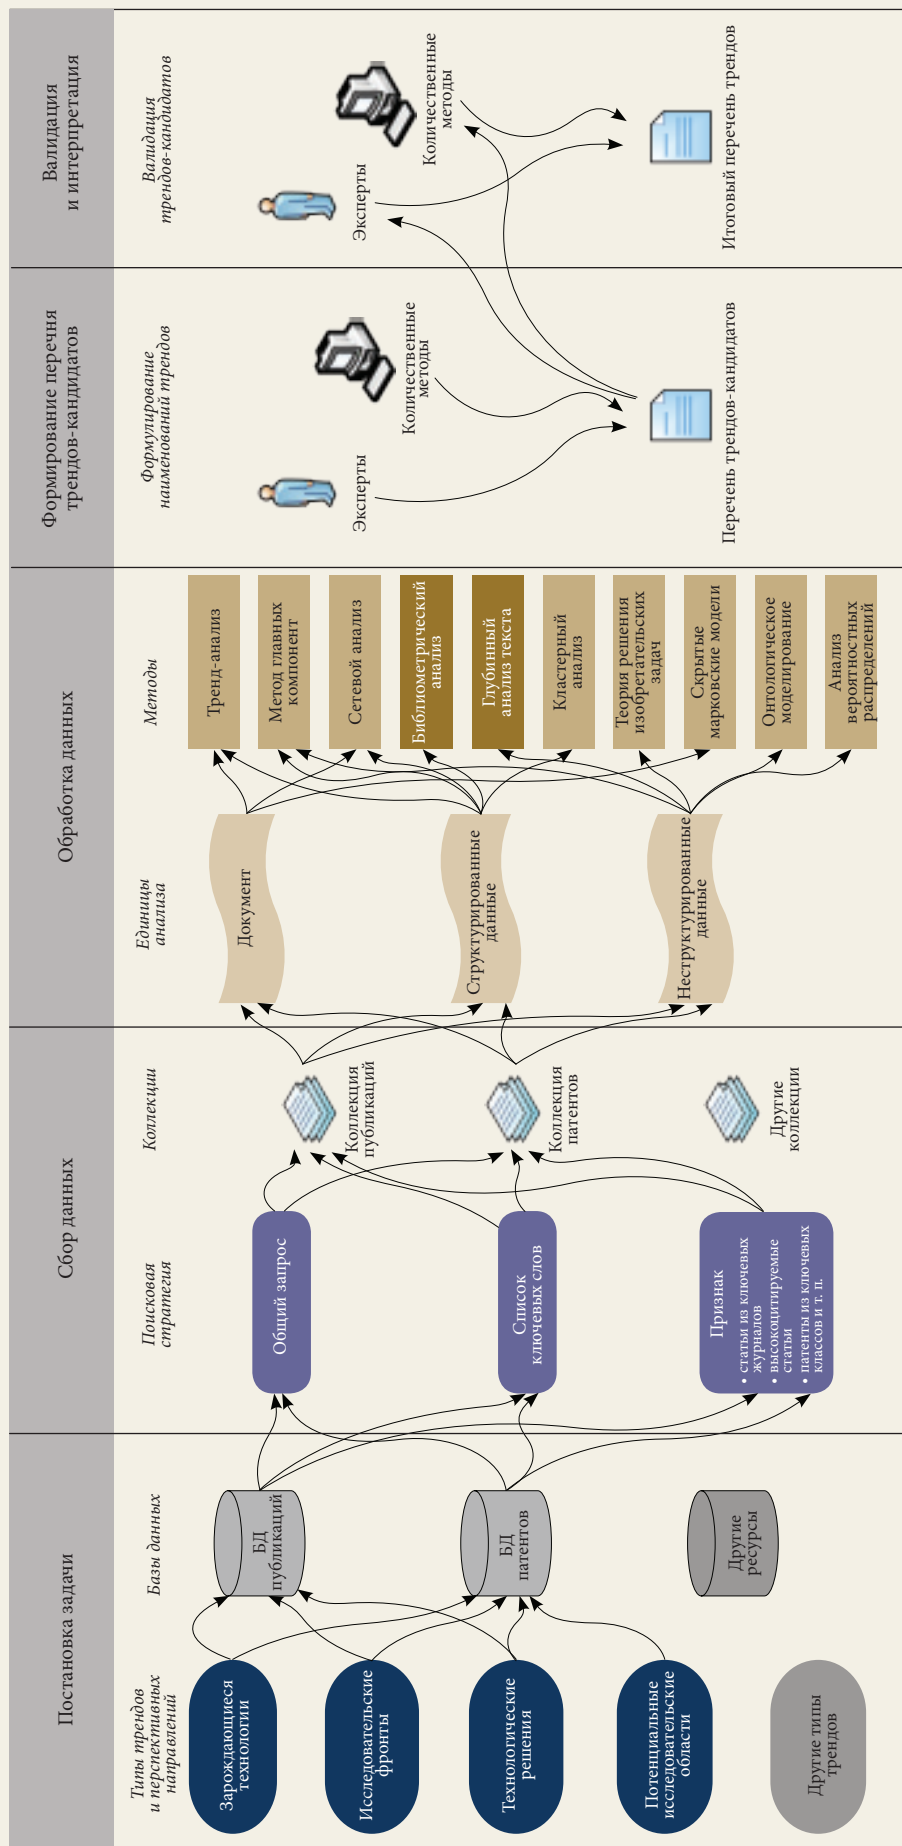 Постановка задачи
Типы трендов
и перспективных
направлений
Зарождающиеся
технологии
Исследовательские
фронты
Технологические
решения
Потенциальные
исследовательские
области
Другие типы
трендов
Базы данных
БД
публикаций
БД
патентов
Другие
ресурсы
Сбор данных
Поисковая
стратегия
Общий запрос
Список
ключевых слов
Признак
• статьи из ключевых
журналов
• высокоцитируемые
статьи
• патенты из ключевых
классов и т. п.
Коллекции
Коллекция
публикаций
Коллекция
патентов
Другие
коллекции
Обработка данных
Единицы
анализа
Документ
Структурированные
данные
Неструктурированные
данные
Методы
Тренд-анализ
Метод главных
компонент
Сетевой анализ
Библиометрический
анализ
Глубинный
анализ текста
Кластерный
анализ
Теория решения
изобретательских
задач
Скрытые
марковские модели
Онтологическое
моделирование
Анализ
вероятностных
распределений
Формирование перечня
трендов-кандидатов
Формулирование
наименований трендов
Эксперты
Количественные
методы
Перечень трендов-кандидатов
Валидация
и интерпретация
Валидация
трендов-кандидатов
Эксперты
Количественные
методы
Итоговый перечень трендов